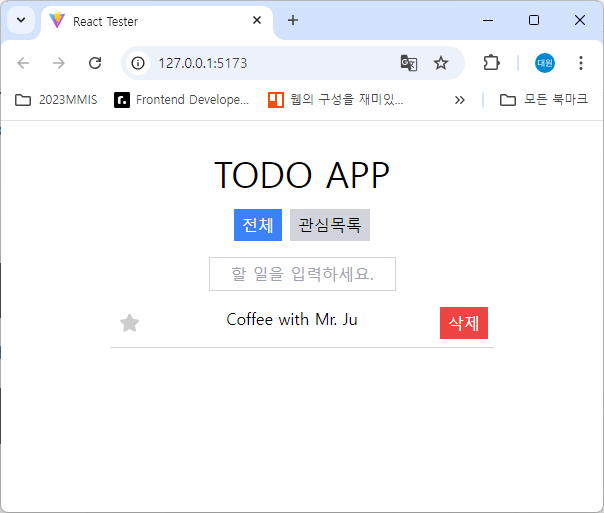 React Tester
127.0.0.1:5173
대원
2023MMIS
Frontend Develope...
웹의 구성을 재미있...
모든 북마크
TODO APP
전체 관심목록
할 일을 입력하세요.
Coffee with Mr. Ju 삭제